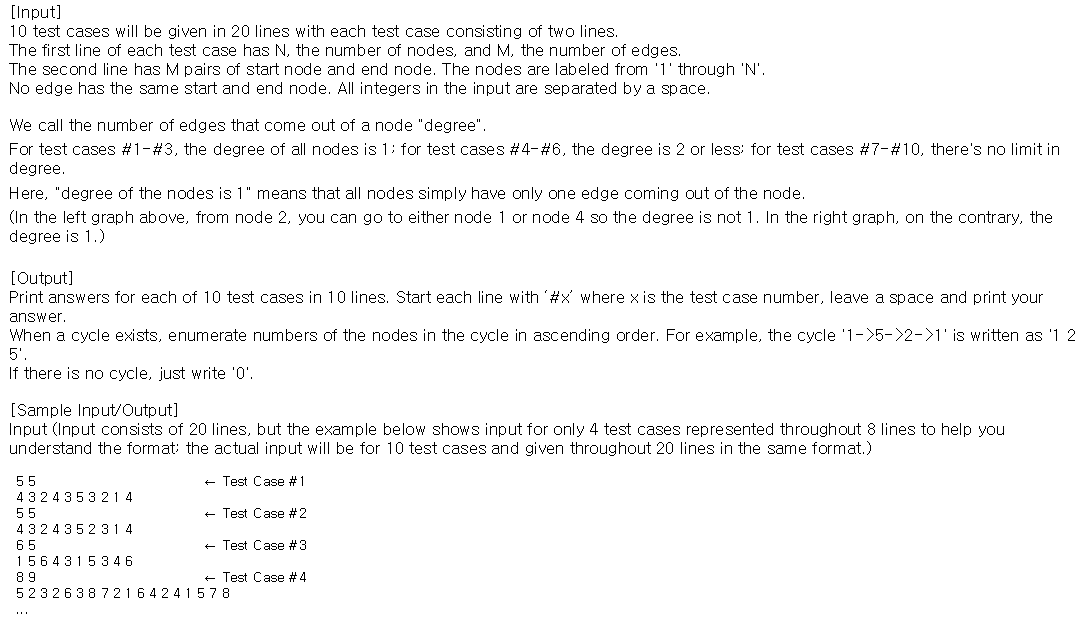 [Input]
10 test cases will be given in 20 lines with each test case consisting of two lines.
The first line of each test case has N, the number of nodes, and M, the number of edges.
The second line has M pairs of start node and end node. The nodes are labeled from '1' through 'N'.
No edge has the same start and end node. All integers in the input are separated by a space.
We call the number of edges that come out of a node "degree".
For test cases #1-#3, the degree of all nodes is 1; for test cases #4-#6, the degree is 2 or less; for test cases #7-#10, there's no limit in
degree.
Here, "degree of the nodes is 1" means that all nodes simply have only one edge coming out of the node.
(In the left graph above, from node 2, you can go to either node 1 or node 4 so the degree is not 1. In the right graph, on the contrary, the
degree is 1.)
[Output]
Print answers for each of 10 test cases in 10 lines. Start each line with '#x' where x is the test case number, leave a space and print your
answer.
When a cycle exists, enumerate numbers of the nodes in the cycle in ascending order. For example, the cycle '1->5->2->1' is written as '1 2
5'.
If there is no cycle, just write '0'.
[Sample Input/Output]
Input (Input consists of 20 lines, but the example below shows input for only 4 test cases represented throughout 8 lines to help you
understand the format; the actual input will be for 10 test cases and given throughout 20 lines in the same format.)
5 5 ← Test Case #1
4 3 2 4 3 5 3 2 1 4
5 5 ← Test Case #2
4 3 2 4 3 5 2 3 1 4
6 5 ← Test Case #3
1 5 6 4 3 1 5 3 4 6
8 9 ← Test Case #4
5 2 3 2 6 3 8 7 2 1 6 4 2 4 1 5 7 8
...